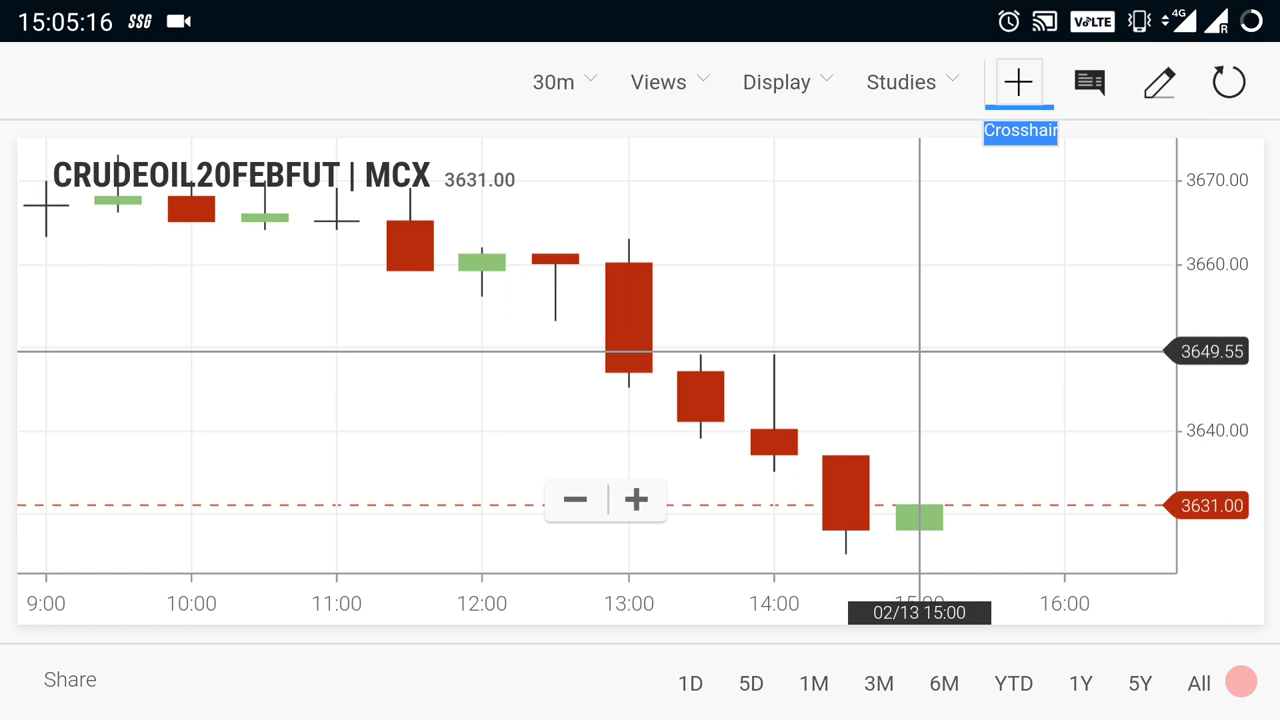 15:05:16 SSG VoLTE 4G R
30m Views Display Studies
Crosshair
CRUDEOIL20FEBFUT | MCX 3631.00
3670.00
3660.00
3649.55
3640.00
3631.00
9:00 10:00 11:00 12:00 13:00 14:00 15:00 16:00
02/13 15:00
Share 1D 5D 1M 3M 6M YTD 1Y 5Y All